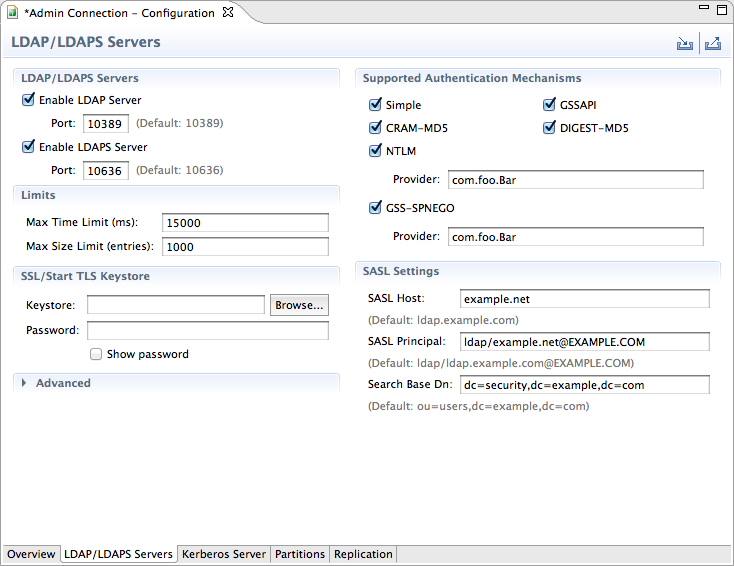 *Admin Connection - Configuration
LDAP/LDAPS Servers
LDAP/LDAPS Servers
Enable LDAP Server
Port: 10389 (Default: 10389)
Enable LDAPS Server
Port: 10636 (Default: 10636)
Limits
Max Time Limit (ms): 15000
Max Size Limit (entries): 1000
SSL/Start TLS Keystore
Keystore: Browse...
Password:
Show password
Advanced
Supported Authentication Mechanisms
Simple GSSAPI
CRAM-MD5 DIGEST-MD5
NTLM
Provider: com.foo.Bar
GSS-SPNEGO
Provider: com.foo.Bar
SASL Settings
SASL Host: example.net
(Default: ldap.example.com)
SASL Principal: ldap/example.net@EXAMPLE.COM
(Default: ldap/ldap.example.com@EXAMPLE.COM)
Search Base Dn: dc=security,dc=example,dc=com
(Default: ou=users,dc=example,dc=com)
Overview LDAP/LDAPS Servers Kerberos Server Partitions Replication